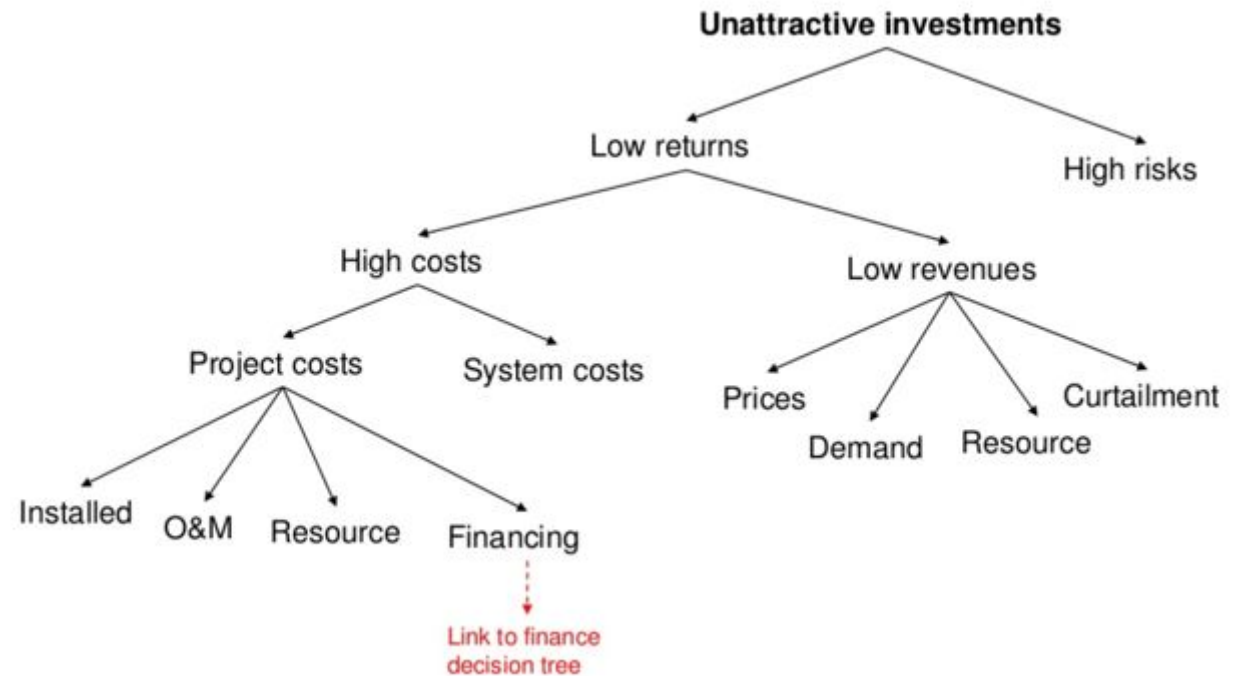 Unattractive investments
Low returns
High risks
High costs
Low revenues
Project costs
System costs
Prices
Curtailment
Demand
Resource
Installed
O&M
Resource
Financing
Link to finance
decision tree